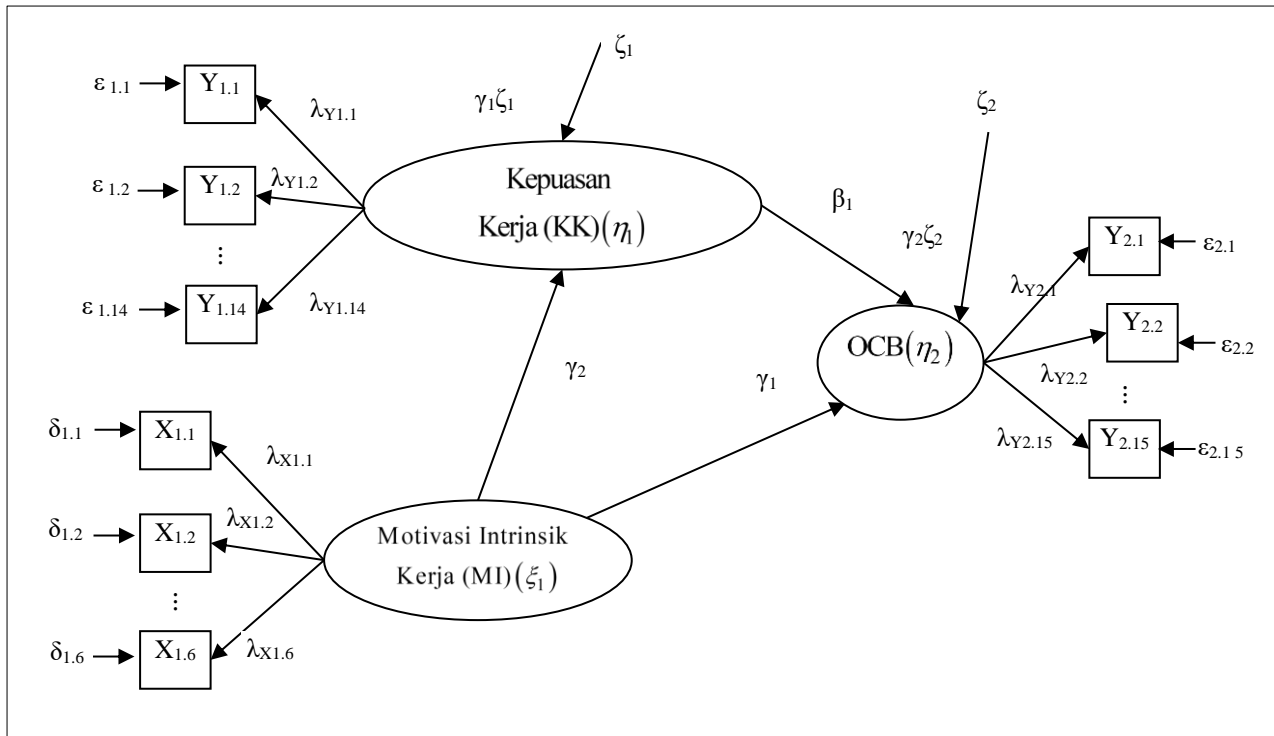 ζ₁
ε 1.1
Y1.1
λY1.1
γ₁ζ₁
ζ₂
Kepuasan
Kerja (KK)(η₁)
ε 1.2
Y1.2
λY1.2
⋮
β₁
γ₂ζ₂
Y2.1
ε2.1
ε 1.14
Y1.14
λY1.14
λY2.1
OCB(η₂)
Y2.2
ε2.2
λY2.2
⋮
γ₂
γ₁
δ1.1
X1.1
λX1.1
λY2.15
Y2.15
ε2.1 5
δ1.2
X1.2
λX1.2
⋮
Motivasi Intrinsik
Kerja (MI)(ξ₁)
δ1.6
X1.6
λX1.6